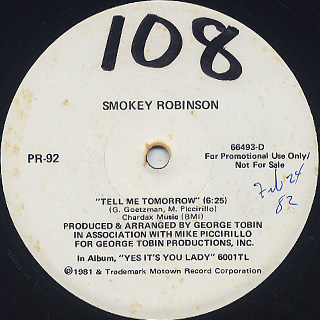 108
SMOKEY ROBINSON
PR-92
66493-D
For Promotional Use Only/
Not For Sale
Feb 24
82
"TELL ME TOMORROW" (6:25)
(G. Goetzman, M. Piccirillo)
Chardax Music (BMI)
PRODUCED & ARRANGED BY GEORGE TOBIN
IN ASSOCIATION WITH MIKE PICCIRILLO
FOR GEORGE TOBIN PRODUCTIONS, INC.
In Album, "YES IT'S YOU LADY" 6001TL
℗1981 & Trademark Motown Record Corporation